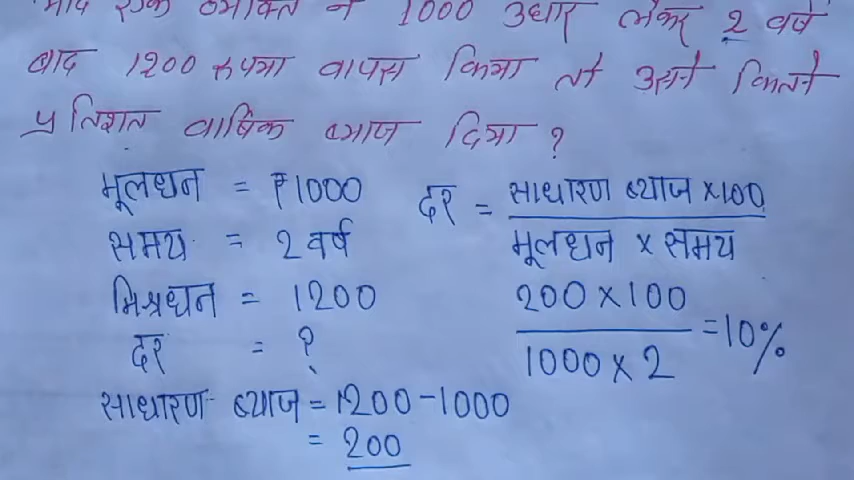 यदि एक व्यक्ति ने 1000 उधार लेकर 2 वर्ष
बाद 1200 रुपया वापस किया तो उसने कितने
प्रतिशत वार्षिक ब्याज दिया ?
मूलधन = ₹1000
समय = 2 वर्ष
मिश्रधन = 1200
दर = ?
साधारण ब्याज = 1200 - 1000
= 200
दर = साधारण ब्याज × 100
मूलधन × समय
200 × 100
= 10%
1000 × 2